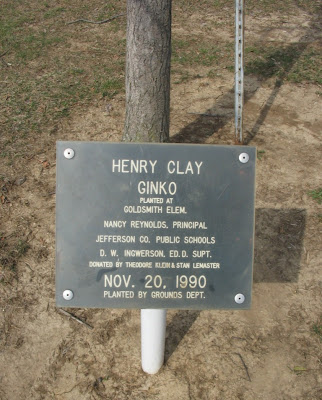 HENRY CLAY
GINKO
PLANTED AT
GOLDSMITH ELEM.
NANCY REYNOLDS, PRINCIPAL
JEFFERSON CO. PUBLIC SCHOOLS
D. W. INGWERSON, ED.D. SUPT.
DONATED BY THEODORE KLEIN & STAN LEMASTER
NOV. 20, 1990
PLANTED BY GROUNDS DEPT.